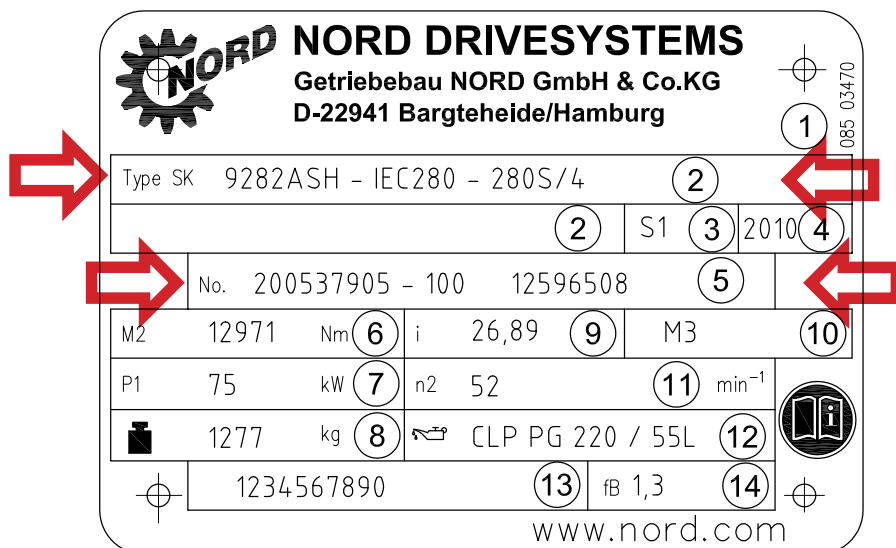 NORD
NORD DRIVESYSTEMS
Getriebebau NORD GmbH & Co.KG
D-22941 Bargteheide/Hamburg
1
085 03470
Type SK 9282ASH - IEC280 - 280S/4 2
2 S1 3 2010 4
No. 200537905 - 100 12596508 5
M2 12971 Nm 6 i 26,89 9 M3 10
P1 75 kW 7 n2 52 11 min⁻¹
1277 kg 8 CLP PG 220 / 55L 12
i
1234567890 13 fB 1,3 14
www.nord.com